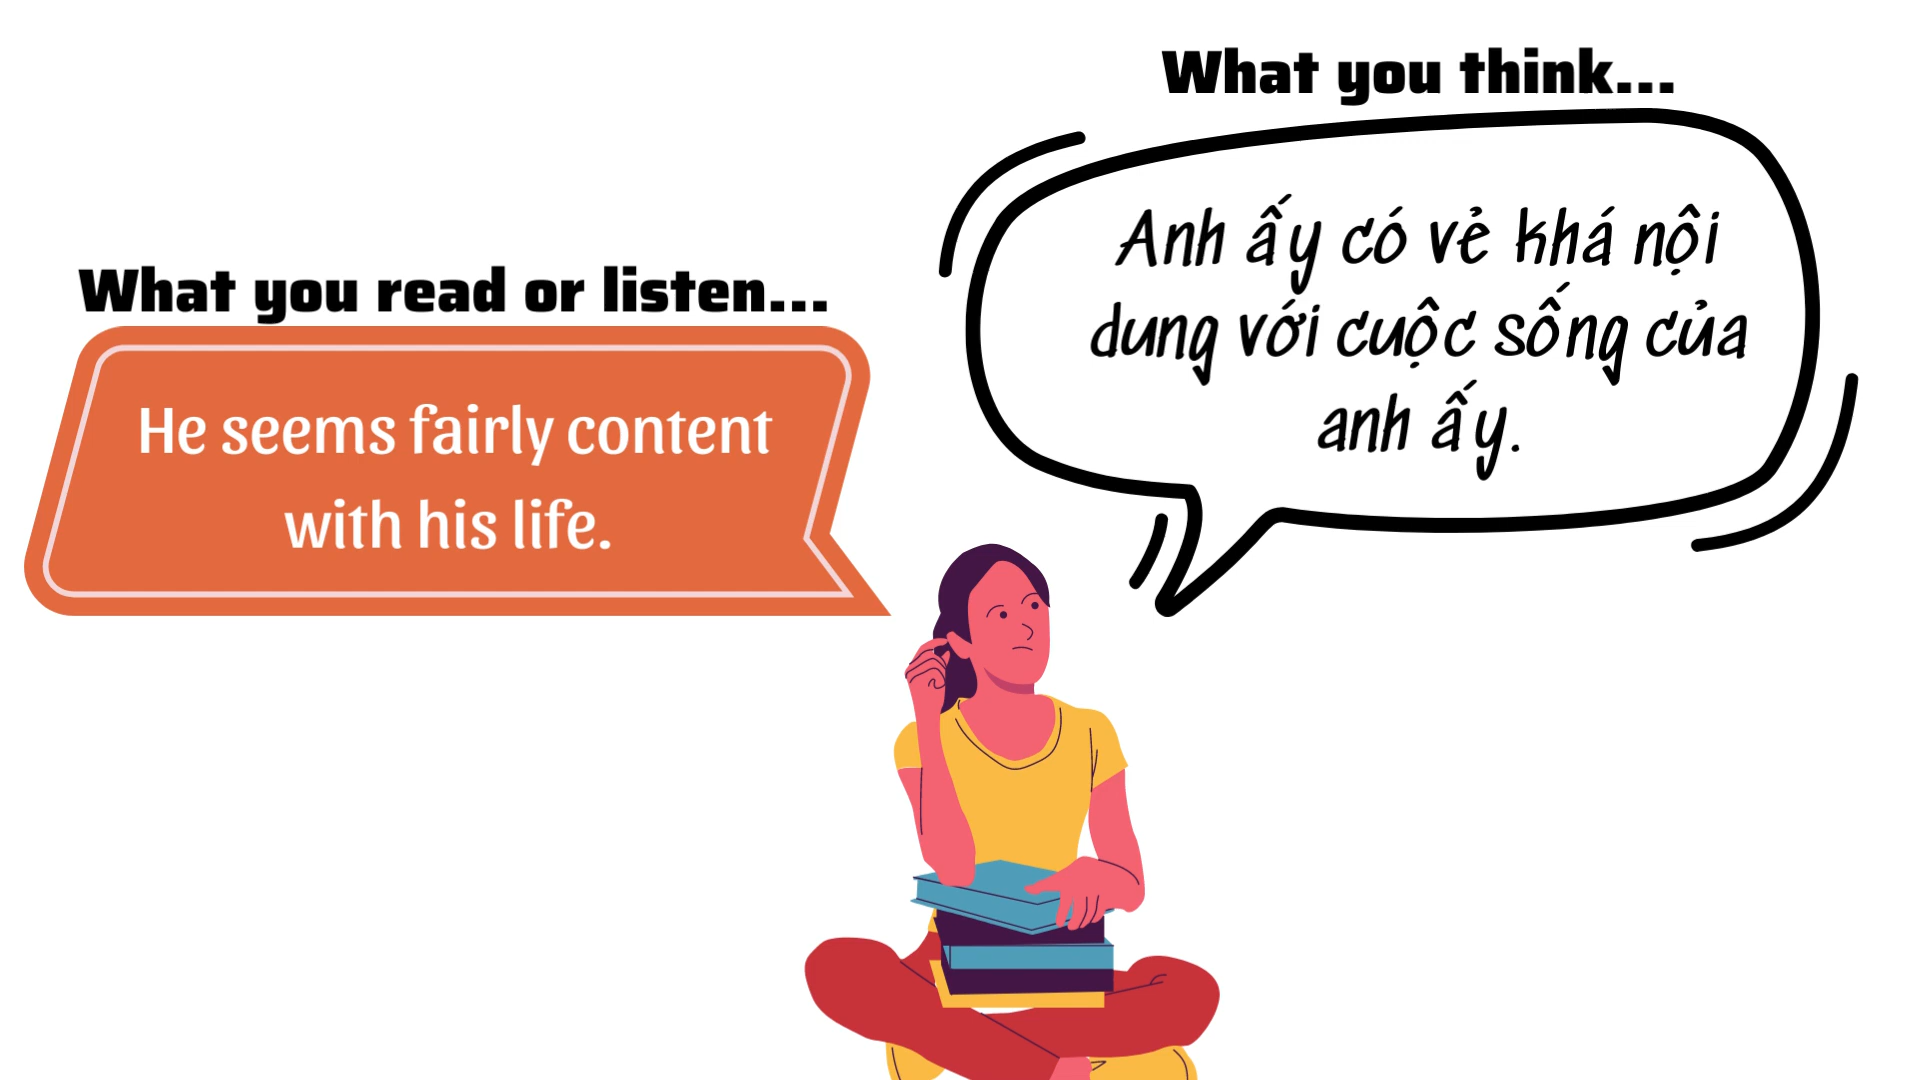 What you think...
Anh ấy có vẻ khá nội
dung với cuộc sống của
anh ấy.
What you read or listen...
He seems fairly content
with his life.